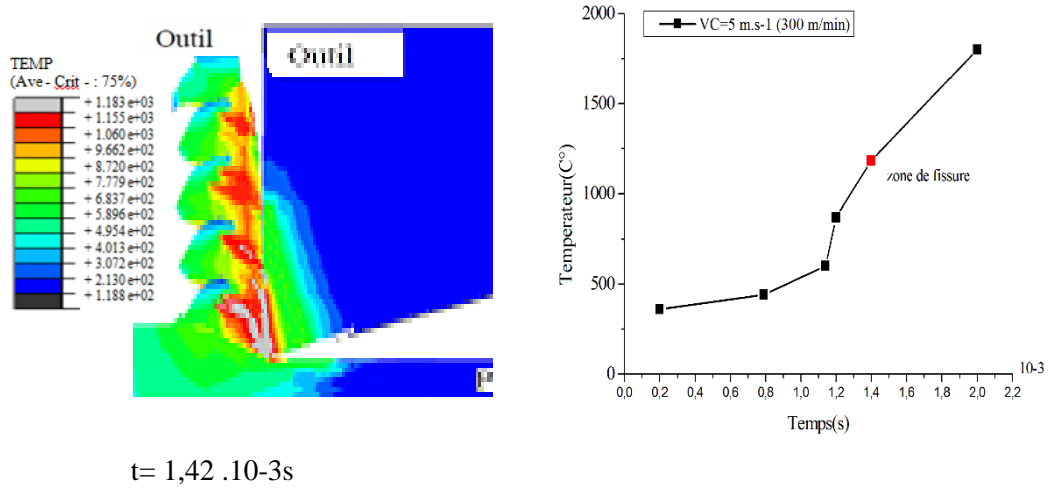 Outil
Outil
TEMP
(Ave - Crit - : 75%)
+ 1.183 e+03
+ 1.155 e+03
+ 1.060 e+03
+ 9.662 e+02
+ 8.720 e+02
+ 7.779 e+02
+ 6.837 e+02
+ 5.896 e+02
+ 4.954 e+02
+ 4.013 e+02
+ 3.072 e+02
+ 2.130 e+02
+ 1.188 e+02
t= 1,42 .10-3s
VC=5 m.s-1 (300 m/min)
2000
1500
1000
500
0
Temperateur(C°)
zone de fissure
10-3
0,0 0,2 0,4 0,6 0,8 1,0 1,2 1,4 1,6 1,8 2,0 2,2
Temps(s)